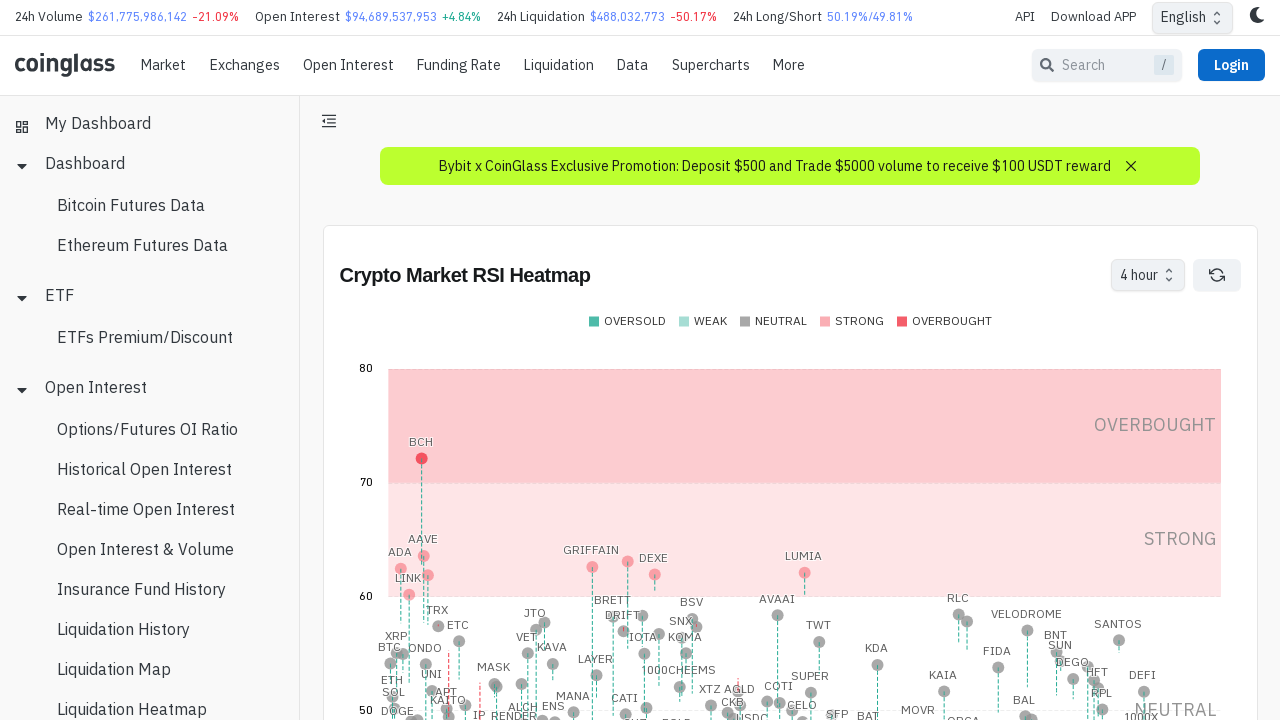 24h Volume $261,775,986,142 -21.09% Open Interest $94,689,537,953 +4.84% 24h Liquidation $488,032,773 -50.17% 24h Long/Short 50.19%/49.81% API Download APP English
coinglass Market Exchanges Open Interest Funding Rate Liquidation Data Supercharts More Search / Login
My Dashboard
Dashboard
Bitcoin Futures Data
Ethereum Futures Data
ETF
ETFs Premium/Discount
Open Interest
Options/Futures OI Ratio
Historical Open Interest
Real-time Open Interest
Open Interest & Volume
Insurance Fund History
Liquidation History
Liquidation Map
Liquidation Heatmap
Bybit x CoinGlass Exclusive Promotion: Deposit $500 and Trade $5000 volume to receive $100 USDT reward
Crypto Market RSI Heatmap 4 hour
OVERSOLD WEAK NEUTRAL STRONG OVERBOUGHT
80
OVERBOUGHT
BCH
70
STRONG
AAVE
ADA GRIFFAIN DEXE LUMIA
LINK
60
BRETT BSV AVAAI RLC
TRX JTO DRIFT SNX VELODROME
ETC TWT SANTOS
XRP VET IOTA KOMA BNT
BTC ONDO KAVA KDA FIDA SUN
MASK LAYER 1000CHEEMS DEGO
ETH UNI SUPER KAIA HFT DEFI
SOL APT MANA CATI XTZ AGLD COTI RPL
KAITO ENS CKB CELO BAL
DOGE IP RENDER ALCH USDC SFP BAT MOVR 1000X
50 NEUTRAL